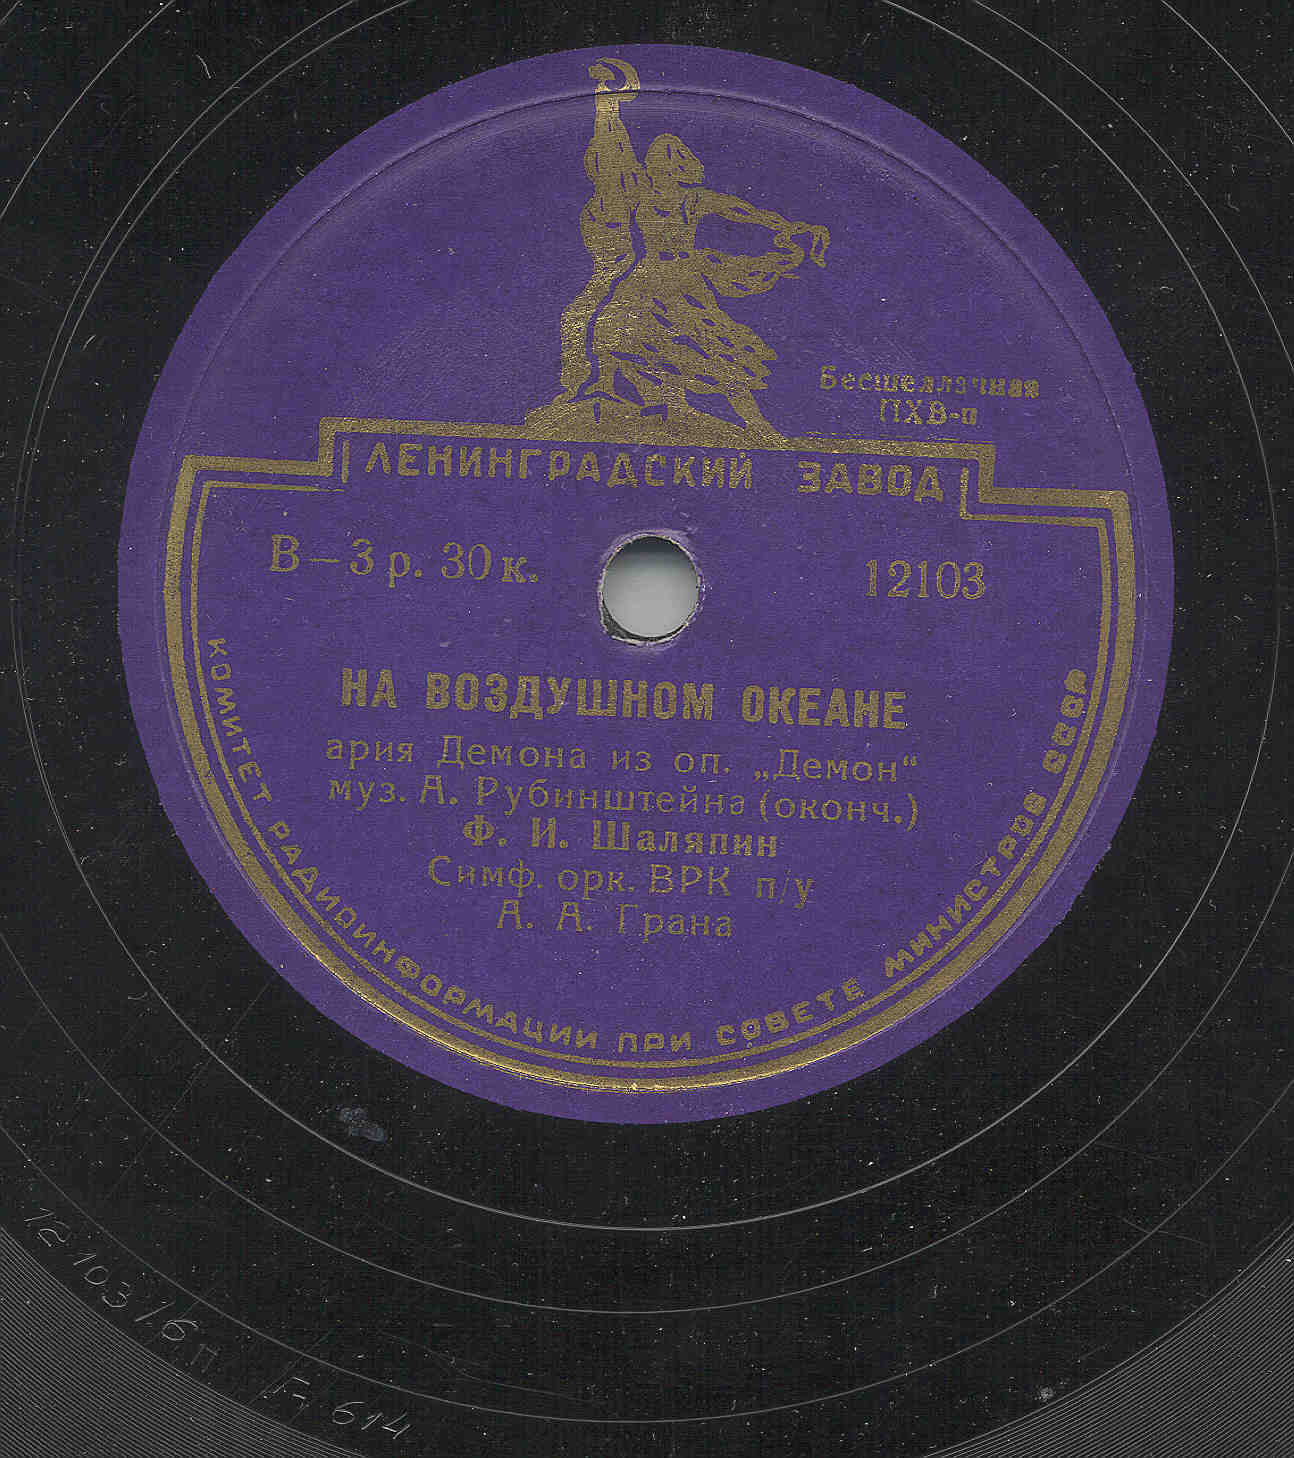 Бесшеллачная
ПХВ-п
ЛЕНИНГРАДСКИЙ ЗАВОД
В – 3 р. 30 к.
12103
НА ВОЗДУШНОМ ОКЕАНЕ
ария Демона из оп. „Демон“
муз. А. Рубинштейна (оконч.)
Ф. И. Шаляпин
Симф. орк. ВРК п/у
А. А. Грана
КОМИТЕТ РАДИОИНФОРМАЦИИ ПРИ СОВЕТЕ МИНИСТРОВ СССР
12103/6п
614